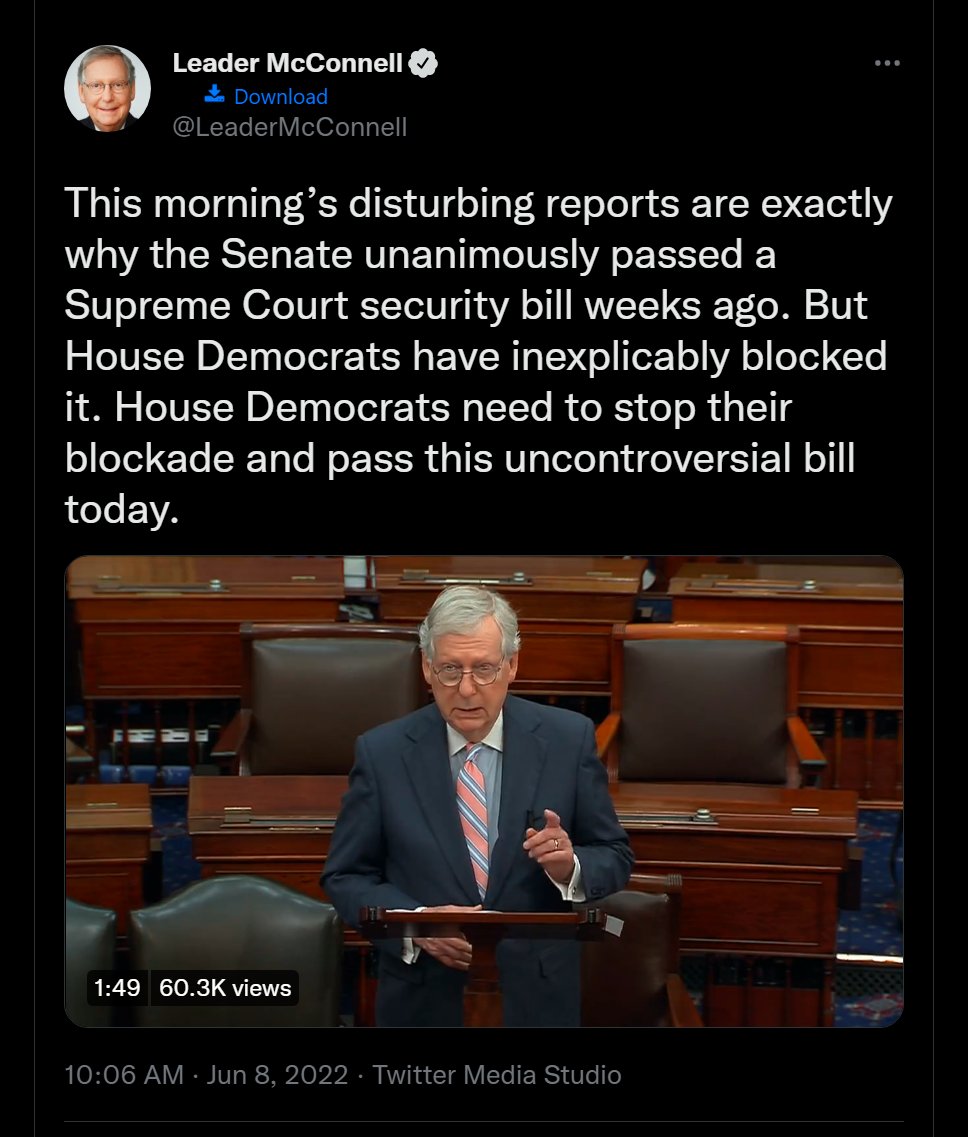 Leader McConnell
Download
@LeaderMcConnell
This morning’s disturbing reports are exactly
why the Senate unanimously passed a
Supreme Court security bill weeks ago. But
House Democrats have inexplicably blocked
it. House Democrats need to stop their
blockade and pass this uncontroversial bill
today.
1:49 60.3K views
10:06 AM · Jun 8, 2022 · Twitter Media Studio